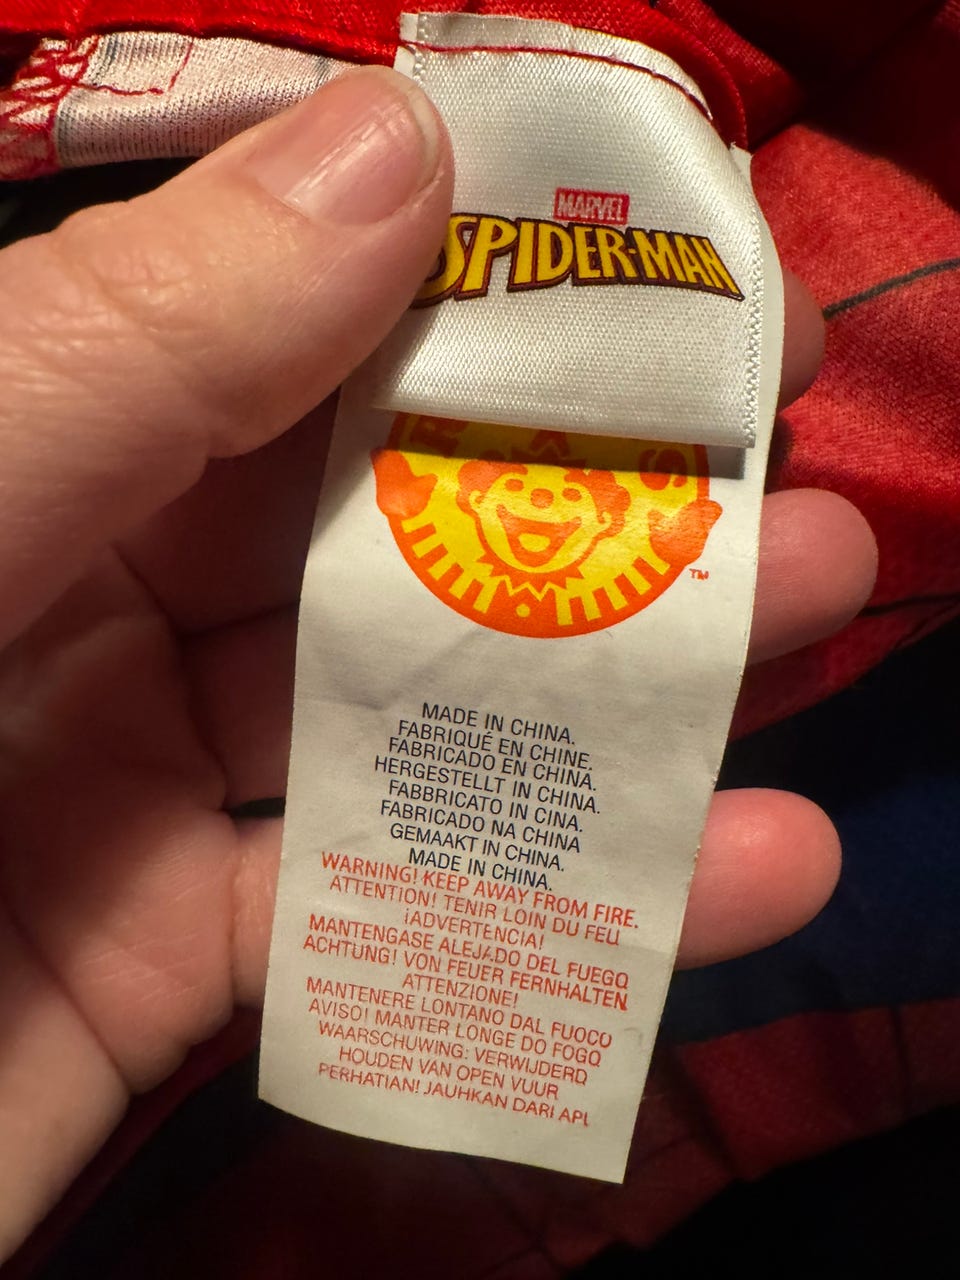 MARVEL
SPIDER-MAN
R S
TM
MADE IN CHINA.
FABRIQUÉ EN CHINE.
FABRICADO EN CHINA.
HERGESTELLT IN CHINA.
FABBRICATO IN CINA.
FABRICADO NA CHINA
GEMAAKT IN CHINA.
MADE IN CHINA.
WARNING! KEEP AWAY FROM FIRE.
ATTENTION! TENIR LOIN DU FEU
¡ADVERTENCIA!
MANTENGASE ALEJADO DEL FUEGO
ACHTUNG! VON FEUER FERNHALTEN
ATTENZIONE!
MANTENERE LONTANO DAL FUOCO
AVISO! MANTER LONGE DO FOGO
WAARSCHUWING: VERWIJDERD
HOUDEN VAN OPEN VUUR
PERHATIAN! JAUHKAN DARI API